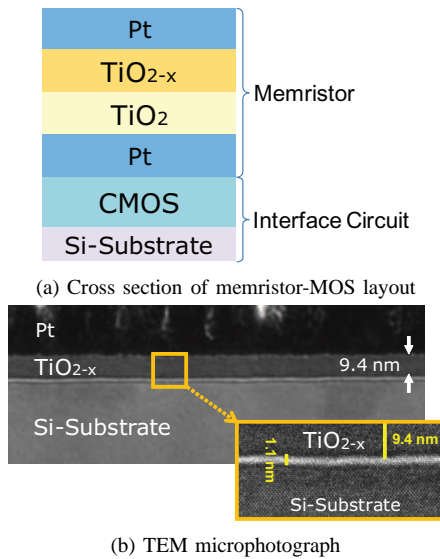 Pt
TiO2-x
Memristor
TiO2
Pt
CMOS
Interface Circuit
Si-Substrate
(a) Cross section of memristor-MOS layout
Pt
TiO2-x
9.4 nm
Si-Substrate
TiO2-x
9.4 nm
1.1nm
Si-Substrate
(b) TEM microphotograph